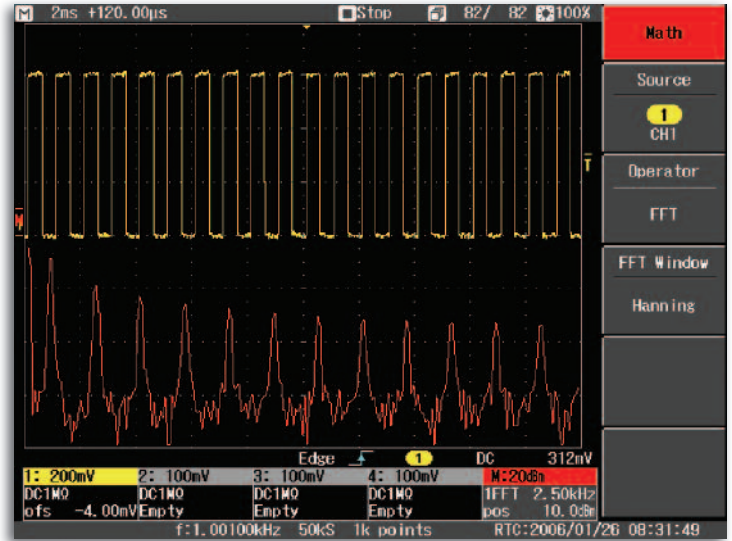 M 2ms +120.00µs Stop 82/ 82 100%
Math
Source
1
CH1
T
Operator
FFT
M
FFT Window
Hanning
Edge 1 DC 312mV
1: 200mV 2: 100mV 3: 100mV 4: 100mV M:20dBm
DC1MΩ DC1MΩ DC1MΩ DC1MΩ 1FFT 2.50kHz
ofs -4.00mV Empty Empty Empty pos 10.0dBm
f:1.00100kHz 50kS 1k points RTC:2006/01/26 08:31:49